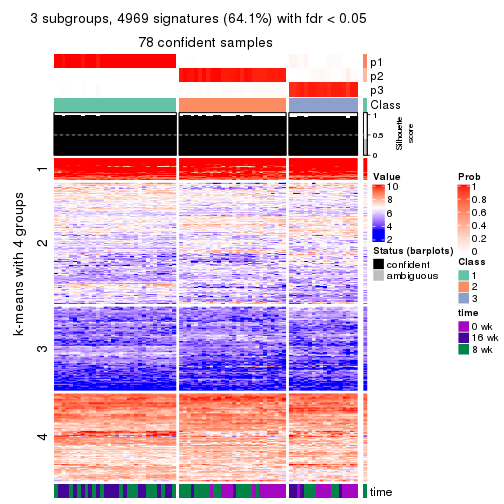 3 subgroups, 4969 signatures (64.1%) with fdr < 0.05
78 confident samples
p1
p2
p3
Class
1
0.5
0
Silhouette
score
k-means with 4 groups
1
2
3
4
time
Value
10
8
6
4
2
Status (barplots)
confident
ambiguous
Prob
1
0.8
0.6
0.4
0.2
0
Class
1
2
3
time
0 wk
16 wk
8 wk